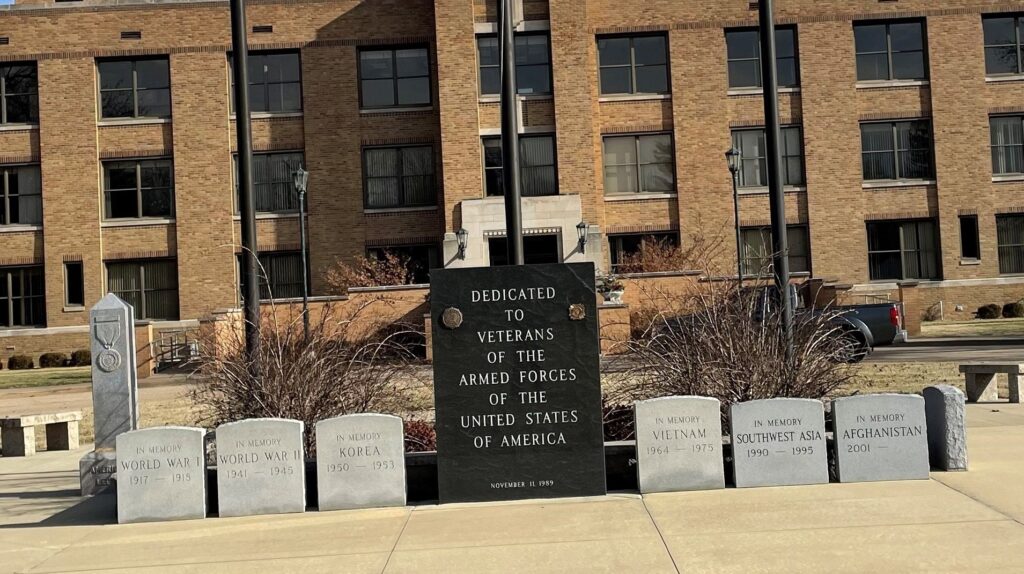 DEDICATED
TO
VETERANS
OF THE
ARMED FORCES
OF THE
UNITED STATES
OF AMERICA
NOVEMBER 11, 1989
IN MEMORY
WORLD WAR I
1917 — 1918
IN MEMORY
WORLD WAR II
1941 — 1945
IN MEMORY
KOREA
1950 — 1953
IN MEMORY
VIETNAM
1964 — 1975
IN MEMORY
SOUTHWEST ASIA
1990 — 1995
IN MEMORY
AFGHANISTAN
2001 —